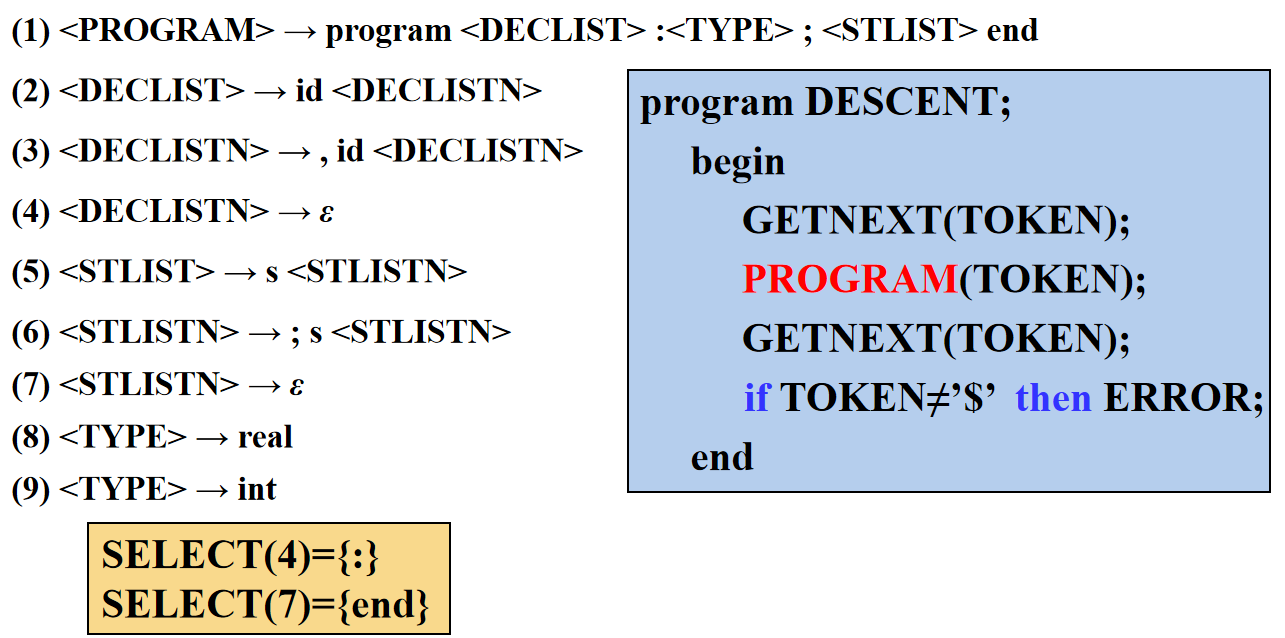 (1) <PROGRAM> → program <DECLIST> :<TYPE> ; <STLIST> end
(2) <DECLIST> → id <DECLISTN>
(3) <DECLISTN> → , id <DECLISTN>
(4) <DECLISTN> → ε
(5) <STLIST> → s <STLISTN>
(6) <STLISTN> → ; s <STLISTN>
(7) <STLISTN> → ε
(8) <TYPE> → real
(9) <TYPE> → int
program DESCENT;
begin
GETNEXT(TOKEN);
PROGRAM(TOKEN);
GETNEXT(TOKEN);
if TOKEN≠’$’ then ERROR;
end
SELECT(4)={:}
SELECT(7)={end}